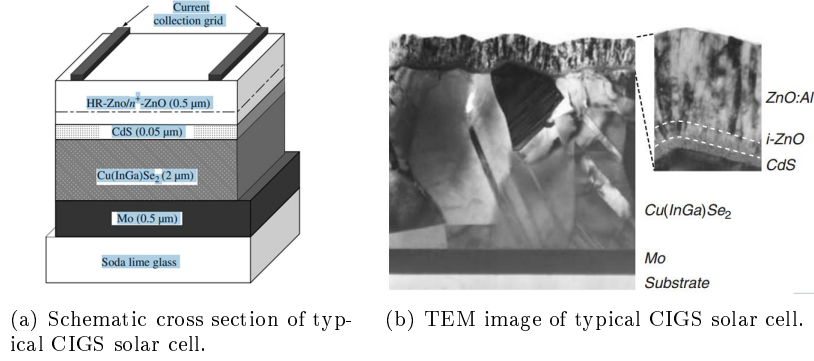 Current
collection grid
HR-Zno/n⁺-ZnO (0.5 µm)
CdS (0.05 µm)
Cu(InGa)Se₂ (2 µm)
Mo (0.5 µm)
Soda lime glass
ZnO:Al
i-ZnO
CdS
Cu(InGa)Se₂
Mo
Substrate
(a) Schematic cross section of typ-
ical CIGS solar cell.
(b) TEM image of typical CIGS solar cell.